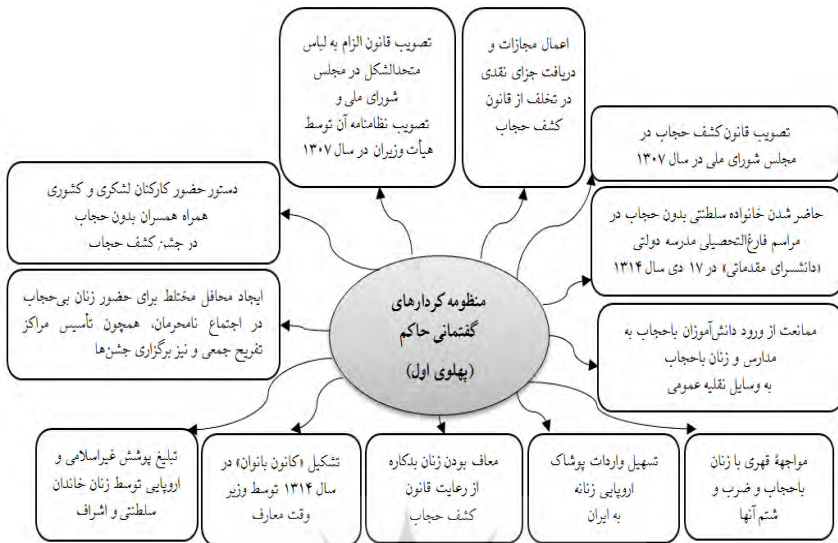 تصویب قانون الزام به لباس
متحدالشکل در مجلس
شورای ملی و
تصویب نظامنامه آن توسط
هیأت وزیران در سال ۱۳۰۷
اعمال مجازات و
دریافت جزای نقدی
در تخلف از قانون
کشف حجاب
تصویب قانون کشف حجاب در
مجلس شورای ملی در سال ۱۳۰۷
دستور حضور کارکنان لشکری و کشوری
همراه همسران بدون حجاب
در جشن کشف حجاب
حاضر شدن خانواده سلطنتی بدون حجاب در
مراسم فارغ‌التحصیلی مدرسه دولتی
«دانشسرای مقدماتی» در ۱۷ دی سال ۱۳۱۴
منظومه کردارهای
گفتمانی حاکم
(پهلوی اول)
ایجاد محافل مختلط برای حضور زنان بی‌حجاب
در اجتماع نامحرمان، همچون تأسیس مراکز
تفریح جمعی و نیز برگزاری جشن‌ها
ممانعت از ورود دانش‌آموزان باحجاب به
مدارس و زنان باحجاب
به وسایل نقلیه عمومی
مواجههٔ قهری با زنان
باحجاب و ضرب و
شتم آنها
تسهیل واردات پوشاک
اروپایی زنانه
به ایران
معاف بودن زنان بدکاره
از رعایت قانون
کشف حجاب
تشکیل «کانون بانوان» در
سال ۱۳۱۴ توسط وزیر
وقت معارف
تبلیغ پوشش غیراسلامی و
اروپایی توسط زنان خاندان
سلطنتی و اشراف